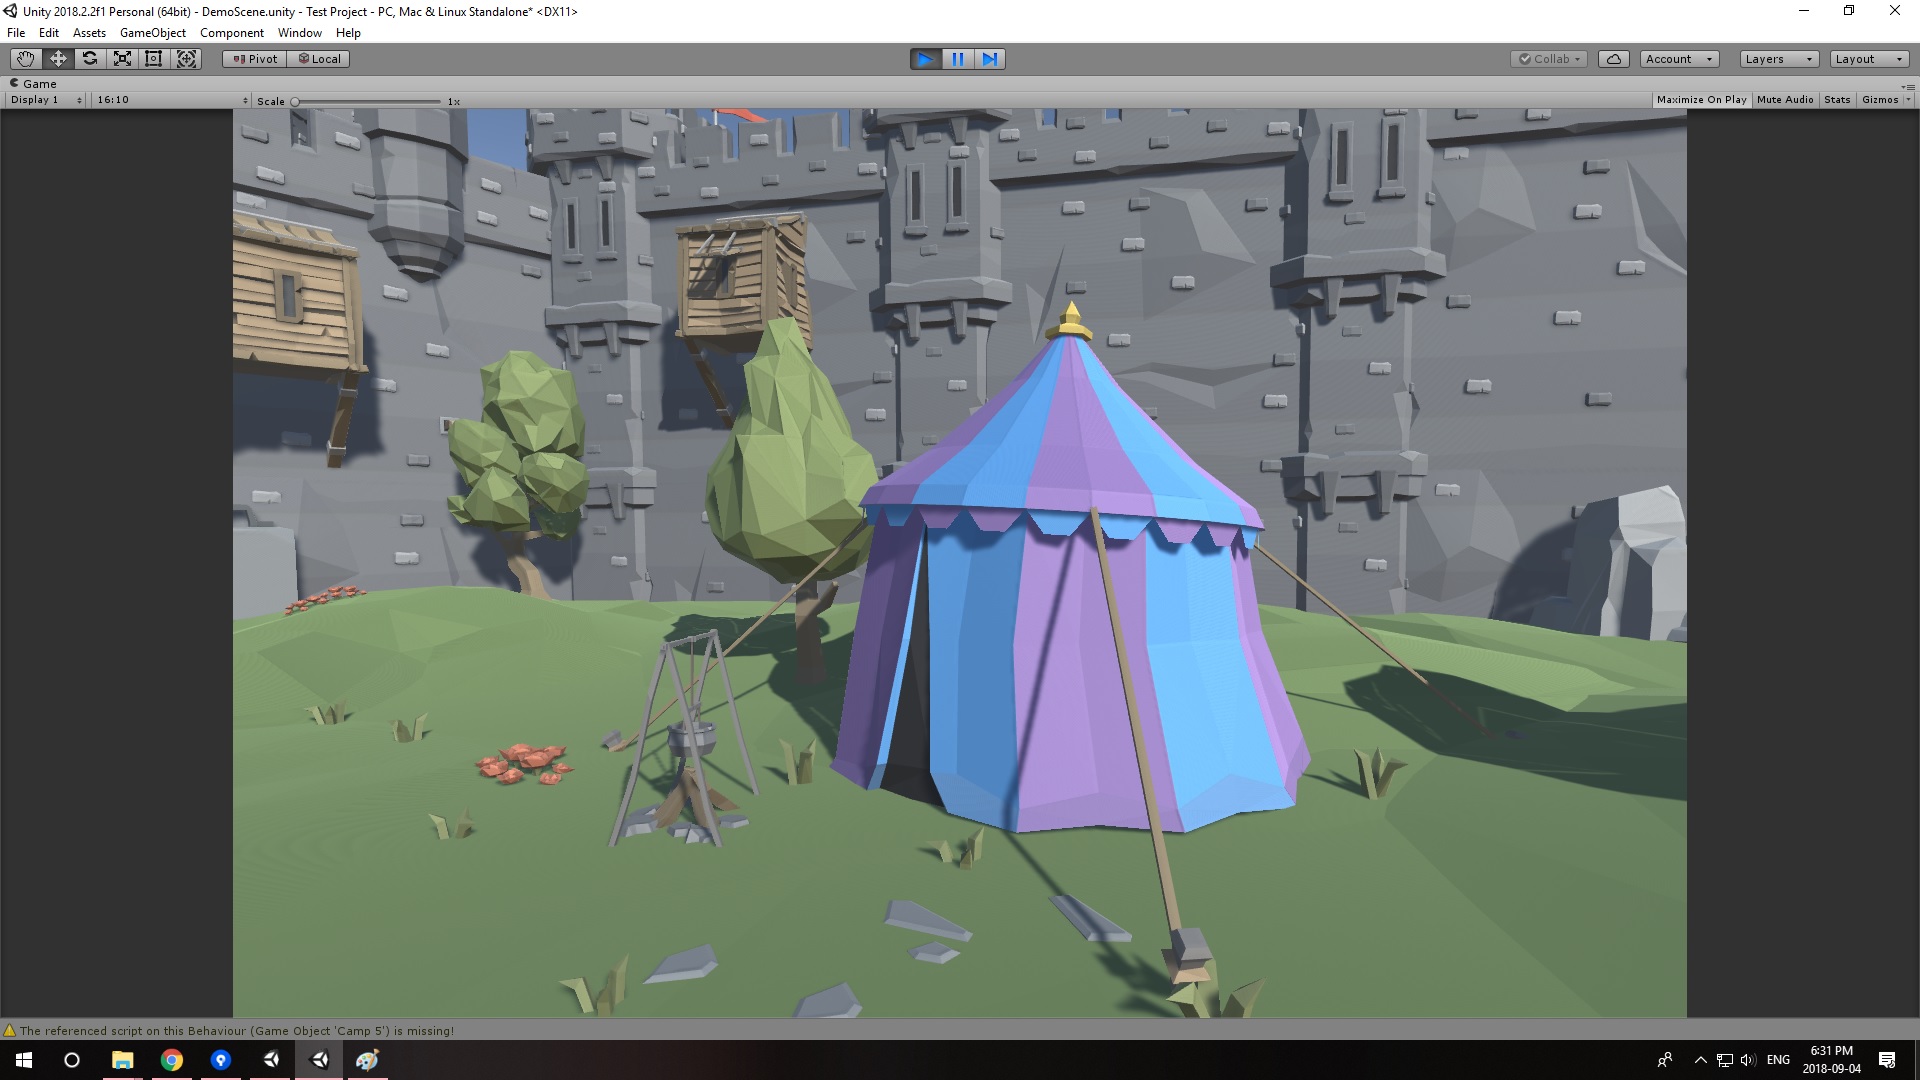 Unity 2018.2.2f1 Personal (64bit) - DemoScene.unity - Test Project - PC, Mac & Linux Standalone* <DX11>
File Edit Assets GameObject Component Window Help
Pivot Local Collab Account Layers Layout
Game
Display 1 16:10 Scale 1x Maximize On Play Mute Audio Stats Gizmos
The referenced script on this Behaviour (Game Object 'Camp 5') is missing!
ENG
6:31 PM
2018-09-04